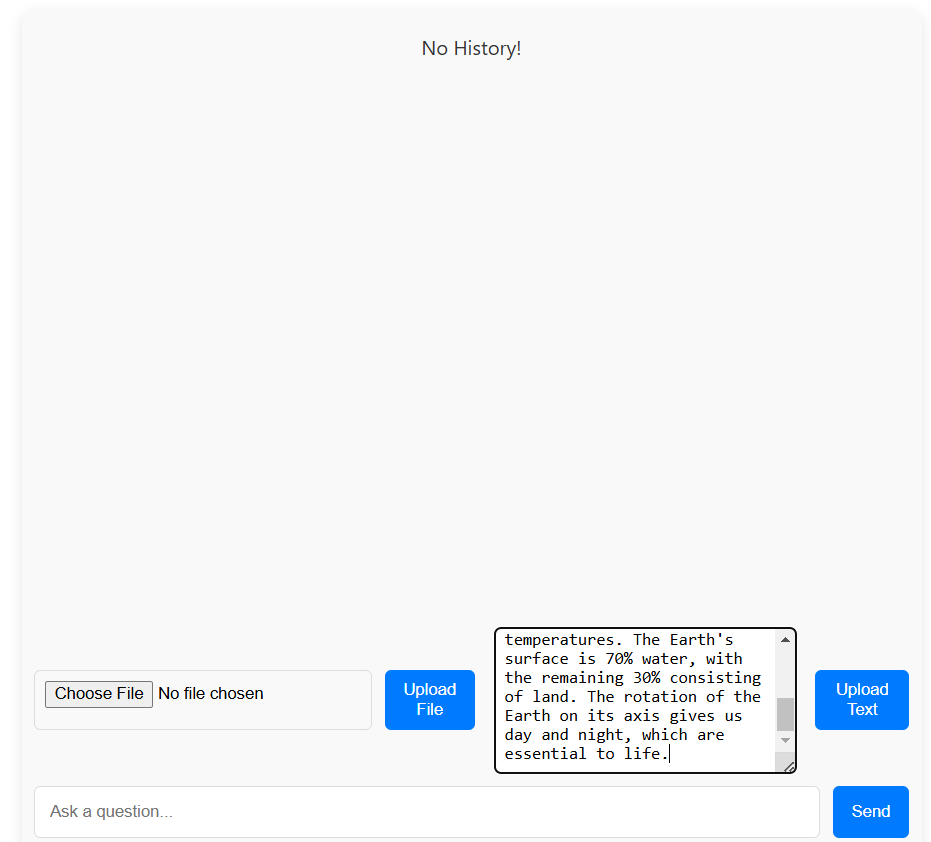 No History!
Choose File No file chosen
Upload
File
temperatures. The Earth's
surface is 70% water, with
the remaining 30% consisting
of land. The rotation of the
Earth on its axis gives us
day and night, which are
essential to life.
Upload
Text
Ask a question...
Send